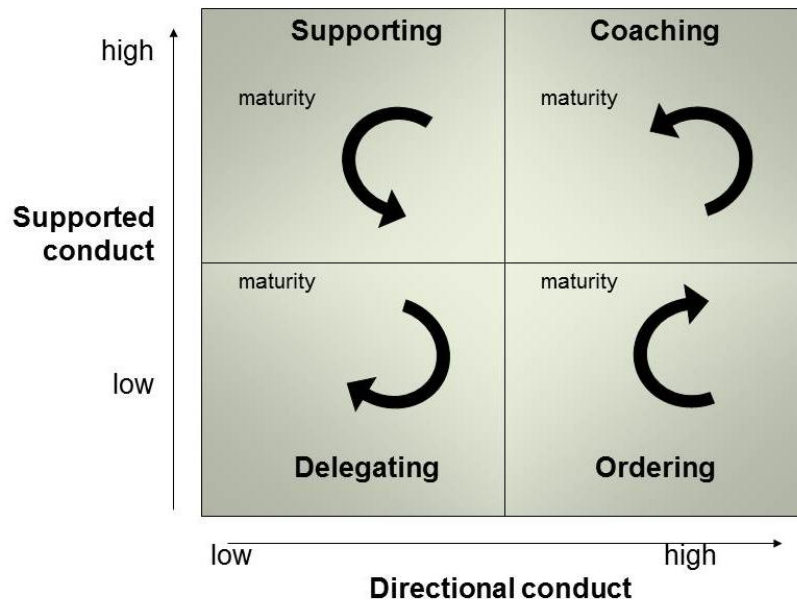 Supporting
Coaching
high
maturity
maturity
Supported
conduct
maturity
maturity
low
Delegating
Ordering
low
high
Directional conduct